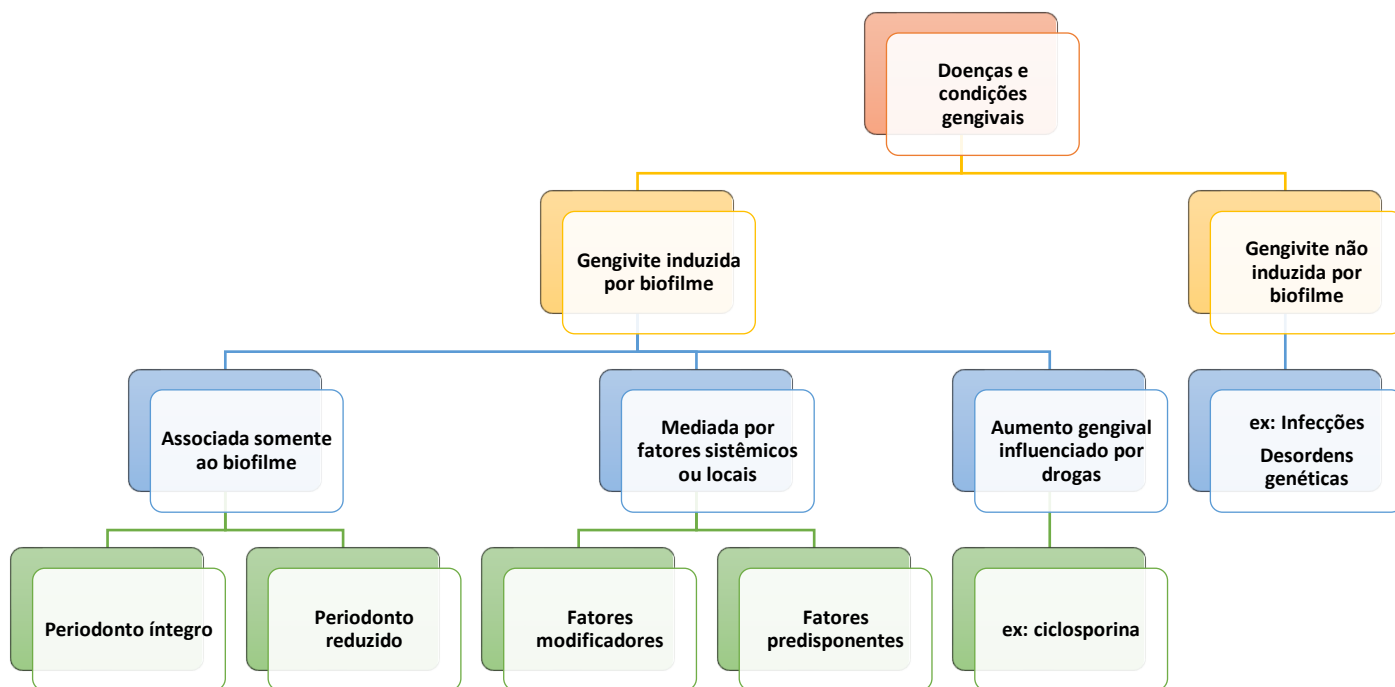 Doenças e
condições
gengivais
Gengivite induzida
por biofilme
Gengivite não
induzida por
biofilme
Associada somente
ao biofilme
Mediada por
fatores sistêmicos
ou locais
Aumento gengival
influenciado por
drogas
ex: Infecções
Desordens
genéticas
Periodonto íntegro
Periodonto
reduzido
Fatores
modificadores
Fatores
predisponentes
ex: ciclosporina